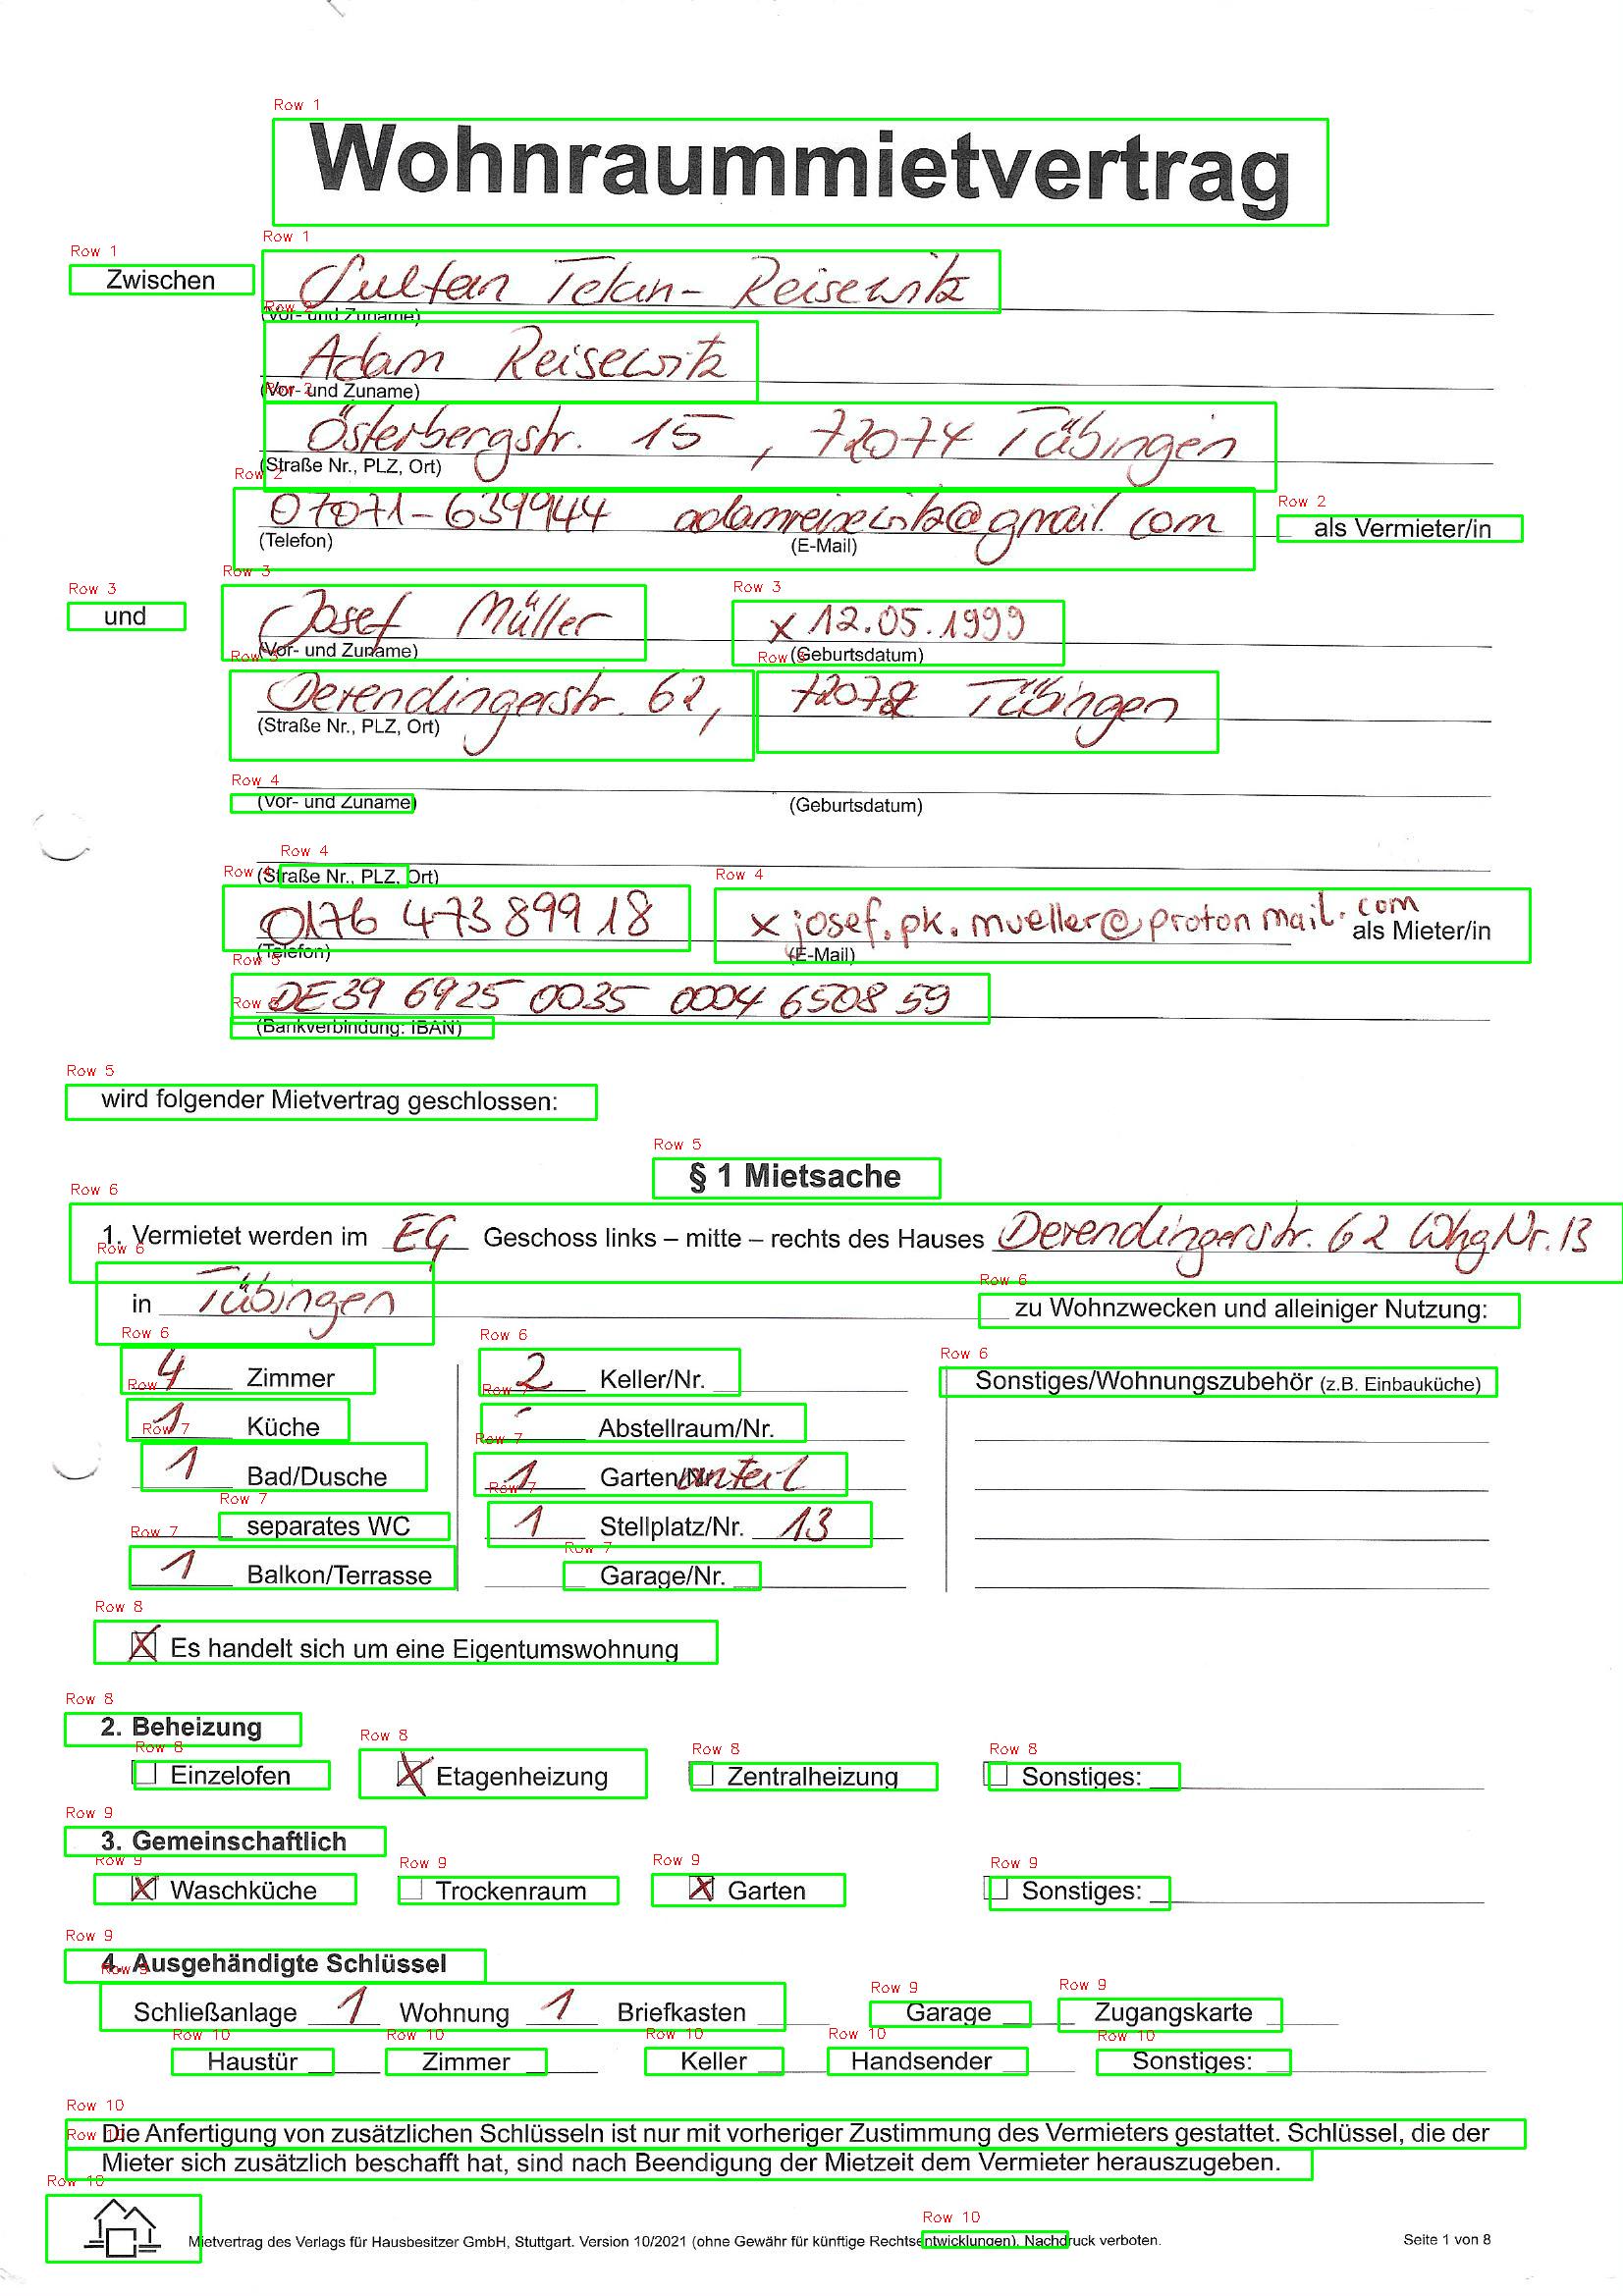 Row 1
Wohnraummietvertrag
Row 1 Row 1
Zwischen Sultan Tekin-Reisewitz
Row 2 (Vor- und Zuname)
Adam Reisewitz
Row 2 (Vor- und Zuname)
Österbergstr. 15, 72074 Tübingen
(Straße Nr., PLZ, Ort)
Row 2 Row 2
07071-639944 adamreisewitz@gmail.com als Vermieter/in
(Telefon) (E-Mail)
Row 3 Row 3 Row 3
und Josef Müller x 12.05.1999
(Vor- und Zuname) (Geburtsdatum)
Row 3 Row 3
Derendingerstr. 62, 72072 Tübingen
(Straße Nr., PLZ, Ort)
Row 4
(Vor- und Zuname) (Geburtsdatum)
Row 4
Row 4 (Straße Nr., PLZ, Ort) Row 4
0176 473 899 18 x josef.pk.mueller@protonmail.com als Mieter/in
(Telefon) (E-Mail)
Row 5
DE39 6925 0035 0004 6508 59
Row 5
(Bankverbindung: IBAN)
Row 5
wird folgender Mietvertrag geschlossen:
Row 5
§ 1 Mietsache
Row 6
1. Vermietet werden im EG Geschoss links – mitte – rechts des Hauses Derendingerstr. 62 Whg Nr. 13
Row 6 Row 6
in Tübingen zu Wohnzwecken und alleiniger Nutzung:
Row 6 Row 6 Row 6
4 Zimmer 2 Keller/Nr. Sonstiges/Wohnungszubehör (z.B. Einbauküche)
Row 7 Row 7
1 Küche Abstellraum/Nr.
Row 7 Row 7
1 Bad/Dusche 1 Garten/Nr. anteil
Row 7 Row 7
separates WC 1 Stellplatz/Nr. 13
Row 7 Row 7
1 Balkon/Terrasse Garage/Nr.
Row 8
X Es handelt sich um eine Eigentumswohnung
Row 8
2. Beheizung
Row 8 Row 8 Row 8 Row 8
Einzelofen X Etagenheizung Zentralheizung Sonstiges:
Row 9
3. Gemeinschaftlich
Row 9 Row 9 Row 9 Row 9
X Waschküche Trockenraum X Garten Sonstiges:
Row 9
4. Ausgehändigte Schlüssel
Row 9 Row 9 Row 9
Schließanlage 1 Wohnung 1 Briefkasten Garage Zugangskarte
Row 10 Row 10 Row 10 Row 10 Row 10
Haustür Zimmer Keller Handsender Sonstiges:
Row 10
Die Anfertigung von zusätzlichen Schlüsseln ist nur mit vorheriger Zustimmung des Vermieters gestattet. Schlüssel, die der
Row 10
Mieter sich zusätzlich beschafft hat, sind nach Beendigung der Mietzeit dem Vermieter herauszugeben.
Row 10 Row 10
Mietvertrag des Verlags für Hausbesitzer GmbH, Stuttgart. Version 10/2021 (ohne Gewähr für künftige Rechtsentwicklungen). Nachdruck verboten. Seite 1 von 8